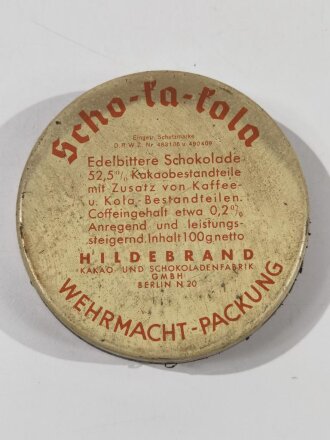 Scho-ka-kola
Eingetr. Schutzmarke
D.R.W.Z. Nr. 482106 u. 490409
Edelbittere Schokolade
52,5% Kakaobestandteile
mit Zusatz von Kaffee-
u. Kola-Bestandteilen.
Coffeingehalt etwa 0,2%
Anregend und leistungs-
steigernd. Inhalt 100g netto
HILDEBRAND
KAKAO- UND SCHOKOLADENFABRIK
GMBH
BERLIN N 20
WEHRMACHT-PACKUNG